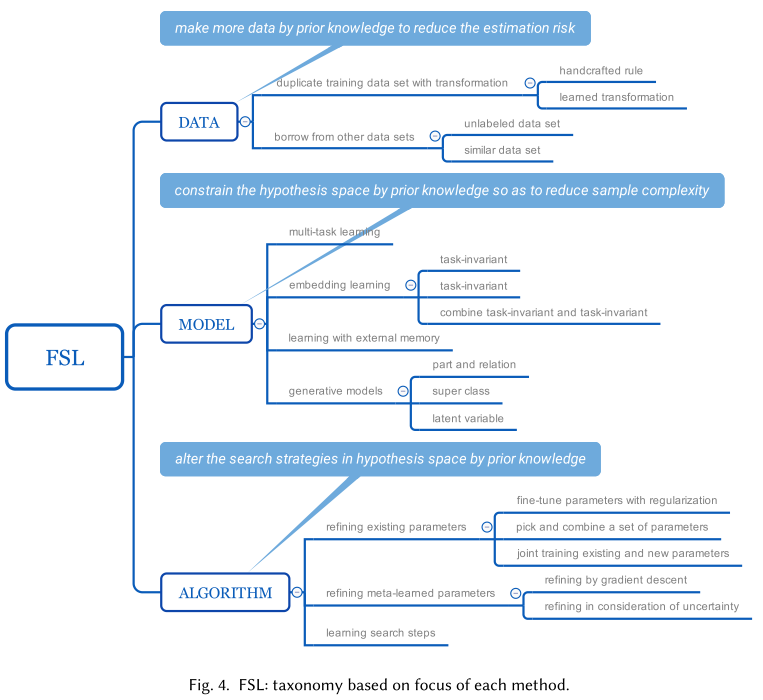 make more data by prior knowledge to reduce the estimation risk
duplicate training data set with transformation
handcrafted rule
learned transformation
DATA
borrow from other data sets
unlabeled data set
similar data set
constrain the hypothesis space by prior knowledge so as to reduce sample complexity
multi-task learning
embedding learning
task-invariant
task-invariant
combine task-invariant and task-invariant
MODEL
learning with external memory
generative models
part and relation
super class
latent variable
FSL
alter the search strategies in hypothesis space by prior knowledge
refining existing parameters
fine-tune parameters with regularization
pick and combine a set of parameters
joint training existing and new parameters
ALGORITHM
refining meta-learned parameters
refining by gradient descent
refining in consideration of uncertainty
learning search steps
Fig. 4. FSL: taxonomy based on focus of each method.